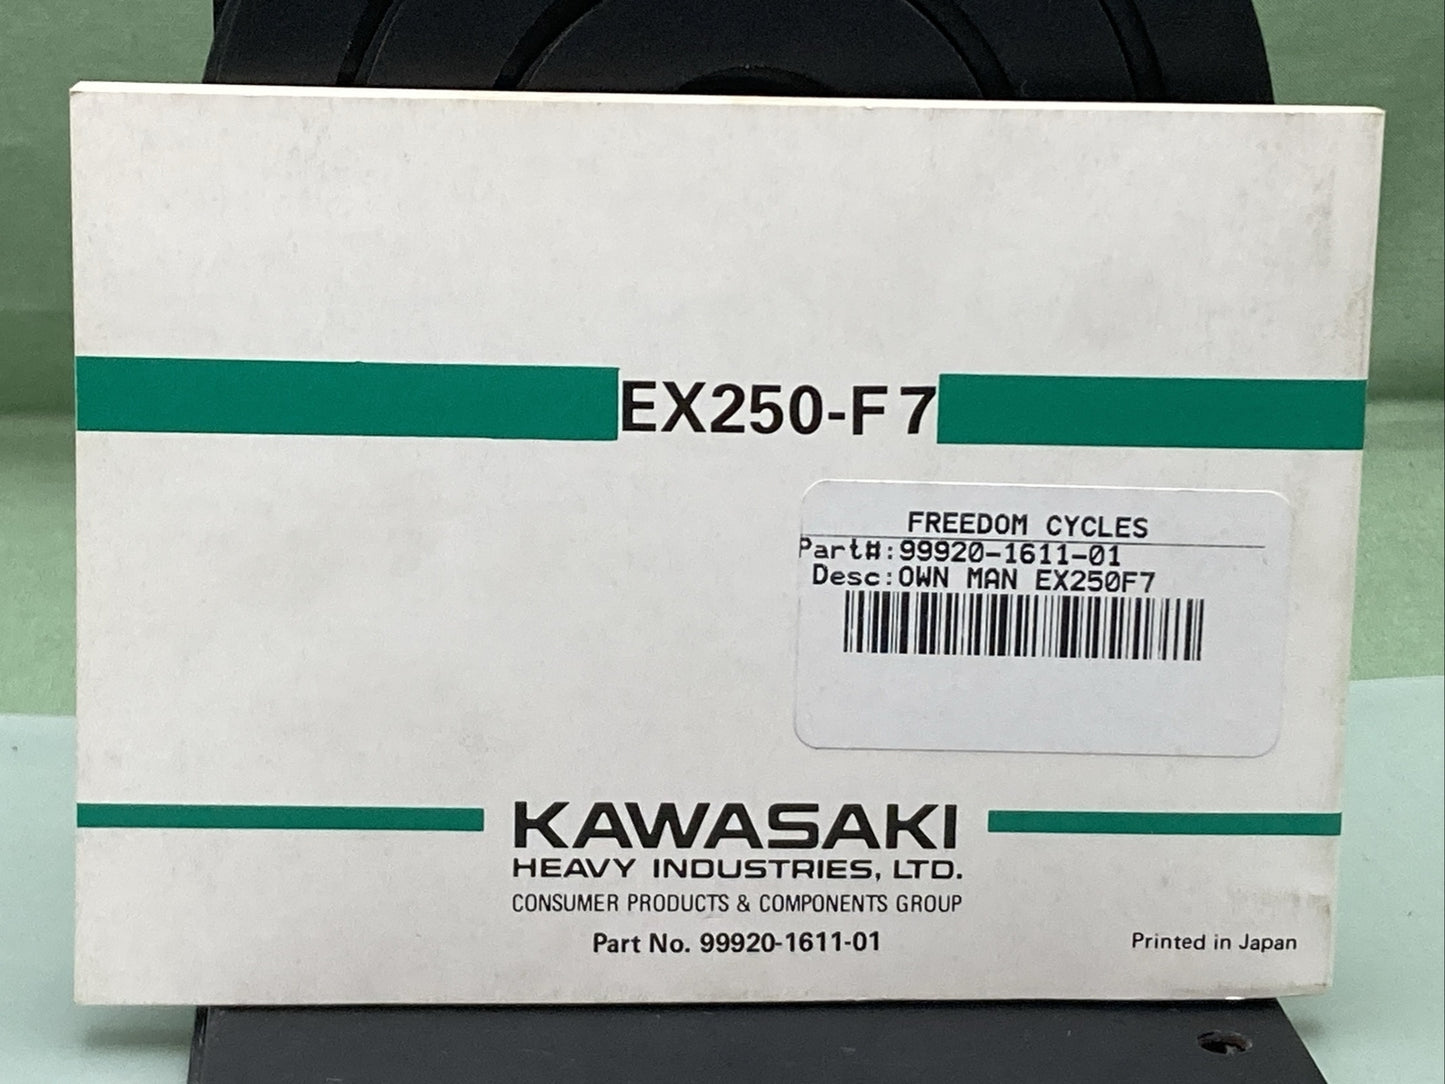 EX250-F7
FREEDOM CYCLES
Part#:99920-1611-01
Desc:OWN MAN EX250F7
KAWASAKI
HEAVY INDUSTRIES, LTD.
CONSUMER PRODUCTS & COMPONENTS GROUP
Part No. 99920-1611-01
Printed in Japan